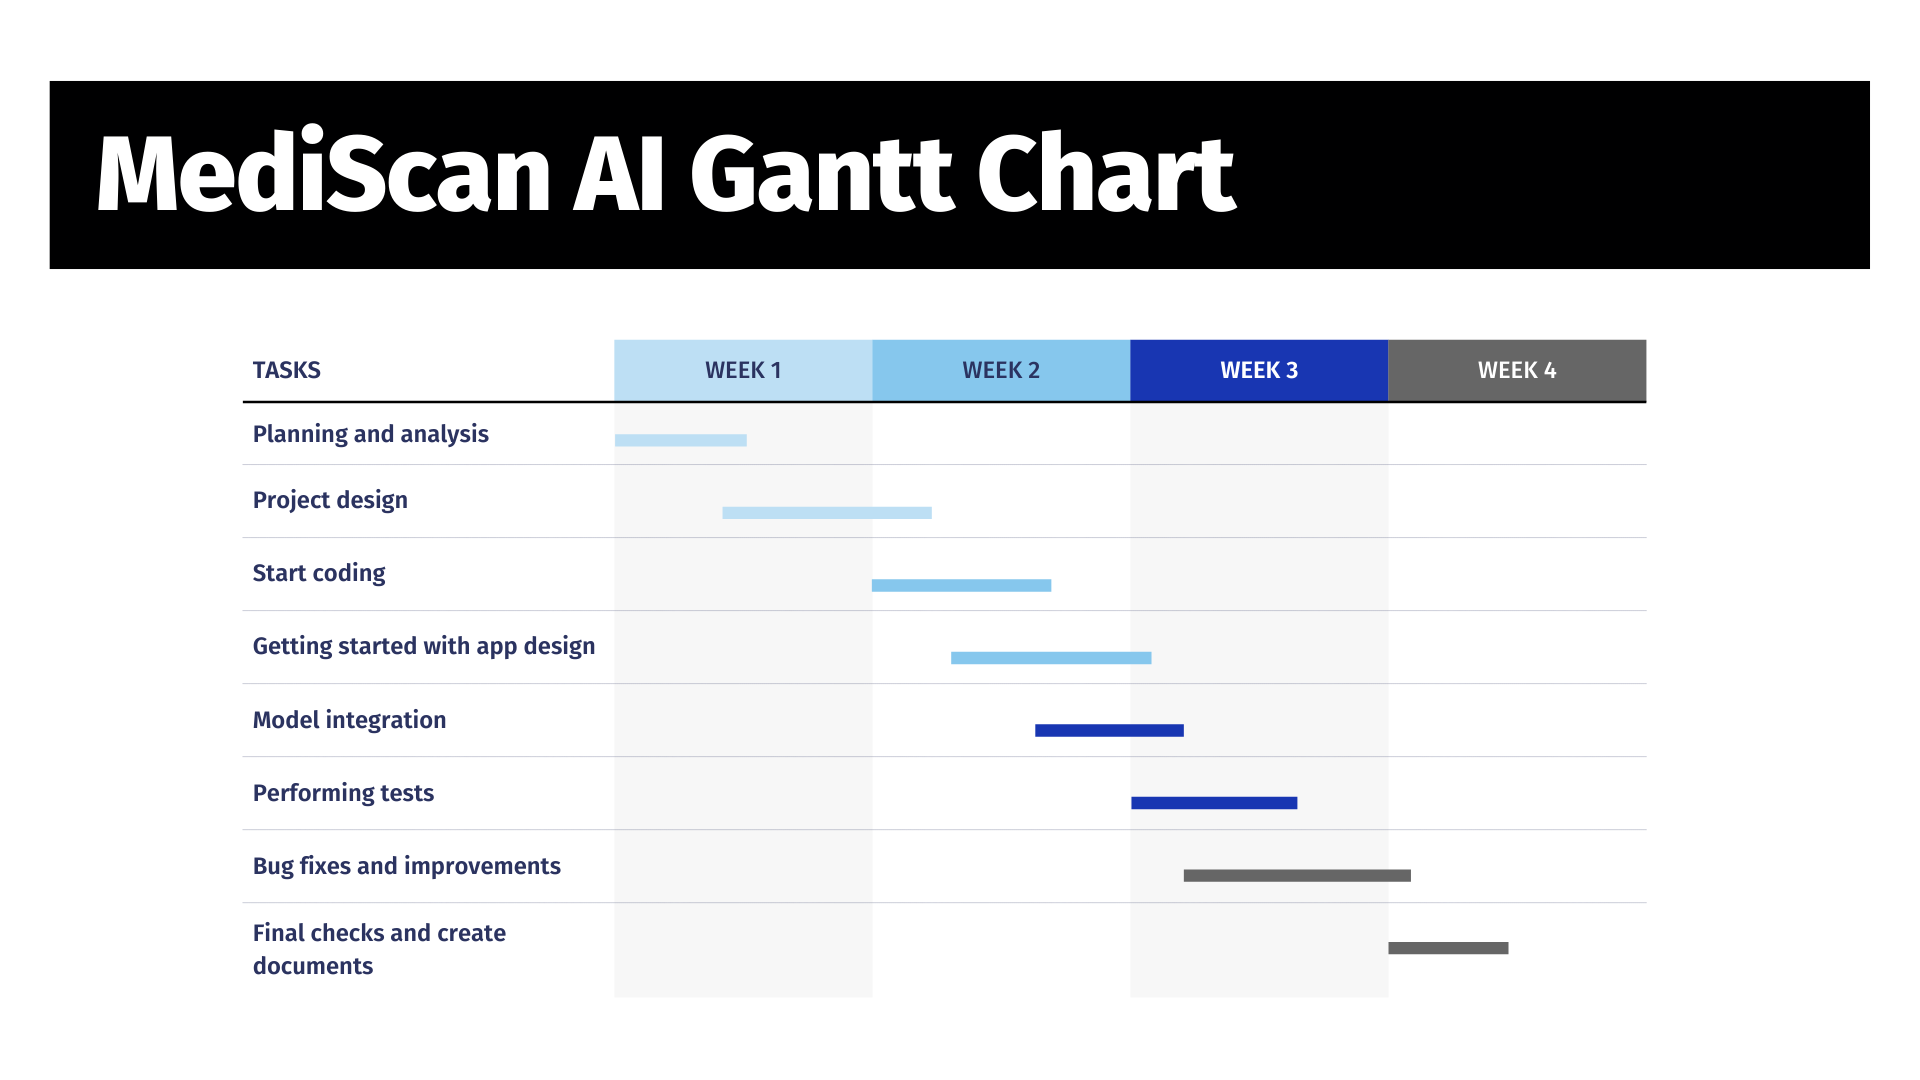 MediScan AI Gantt Chart
TASKS WEEK 1 WEEK 2 WEEK 3 WEEK 4
Planning and analysis
Project design
Start coding
Getting started with app design
Model integration
Performing tests
Bug fixes and improvements
Final checks and create
documents